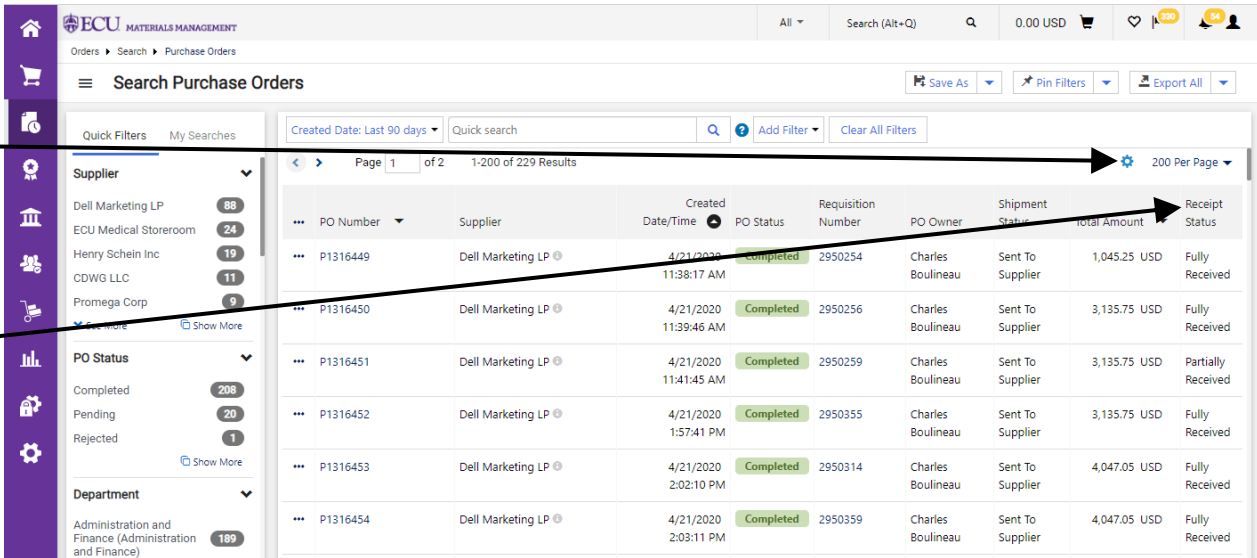 ECU MATERIALS MANAGEMENT
All
Search (Alt+Q)
0.00 USD
54
Orders Search Purchase Orders
Search Purchase Orders
Save As
Pin Filters
Export All
Quick Filters My Searches
Created Date: Last 90 days
Quick search
?
Add Filter
Clear All Filters
Page 1 of 2 1-200 of 229 Results
200 Per Page
Supplier
Dell Marketing LP 88
ECU Medical Storeroom 24
Henry Schein Inc 19
CDWG LLC 11
Promega Corp 9
See More Show More
PO Status
Completed 208
Pending 20
Rejected 1
Show More
Department
Administration and
Finance (Administration 189
and Finance)
Created Requisition Shipment Receipt
••• PO Number Supplier Date/Time PO Status Number PO Owner Status Total Amount Status
••• P1316449 Dell Marketing LP 4/21/2020 Completed 2950254 Charles Sent To 1,045.25 USD Fully
11:38:17 AM Boulineau Supplier Received
••• P1316450 Dell Marketing LP 4/21/2020 Completed 2950256 Charles Sent To 3,135.75 USD Fully
11:39:46 AM Boulineau Supplier Received
••• P1316451 Dell Marketing LP 4/21/2020 Completed 2950259 Charles Sent To 3,135.75 USD Partially
11:41:45 AM Boulineau Supplier Received
••• P1316452 Dell Marketing LP 4/21/2020 Completed 2950355 Charles Sent To 3,135.75 USD Fully
1:57:41 PM Boulineau Supplier Received
••• P1316453 Dell Marketing LP 4/21/2020 Completed 2950314 Charles Sent To 4,047.05 USD Fully
2:02:10 PM Boulineau Supplier Received
••• P1316454 Dell Marketing LP 4/21/2020 Completed 2950359 Charles Sent To 4,047.05 USD Fully
2:03:11 PM Boulineau Supplier Received